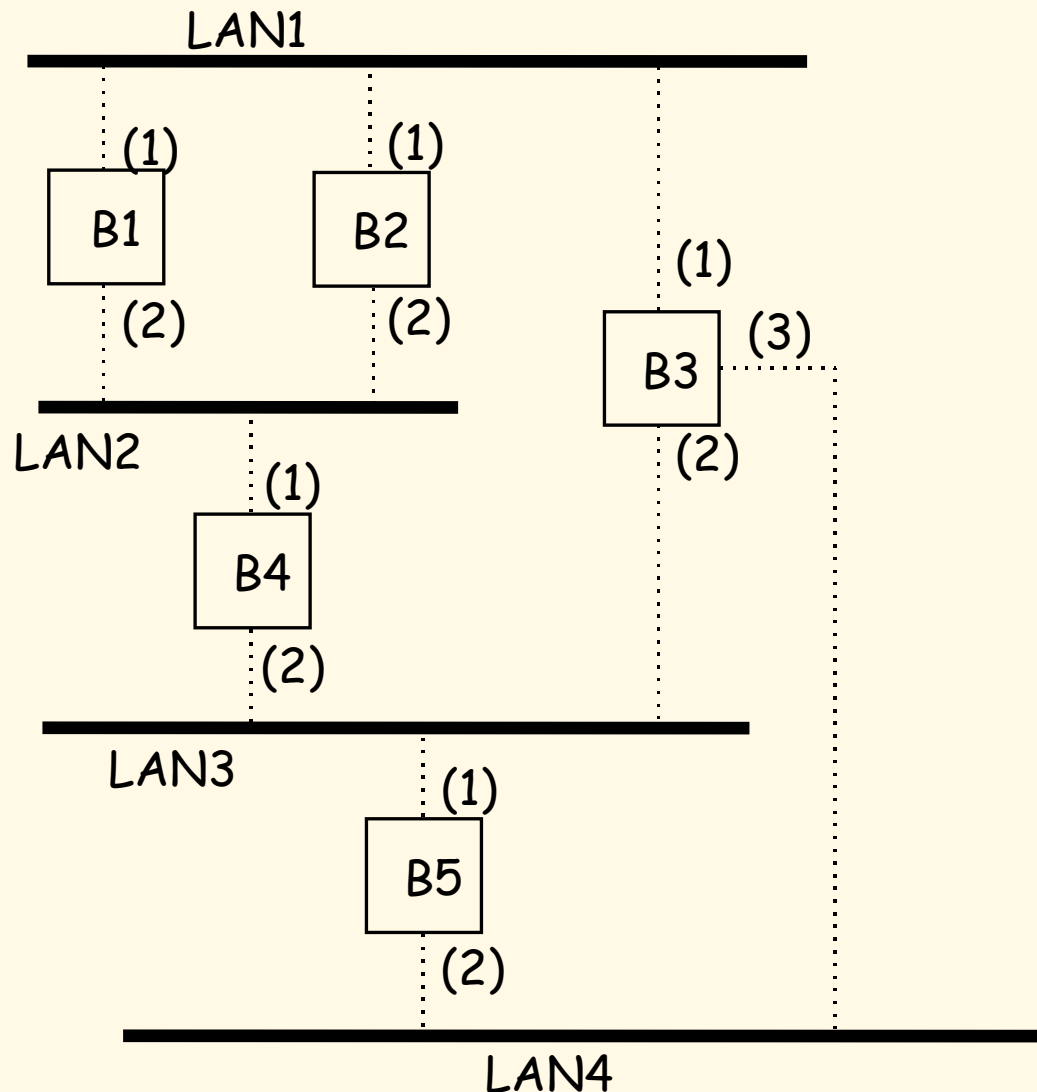 LAN1
(1)
(1)
B1
B2
(1)
(2)
(2)
(3)
B3
LAN2
(2)
(1)
B4
(2)
LAN3
(1)
B5
(2)
LAN4